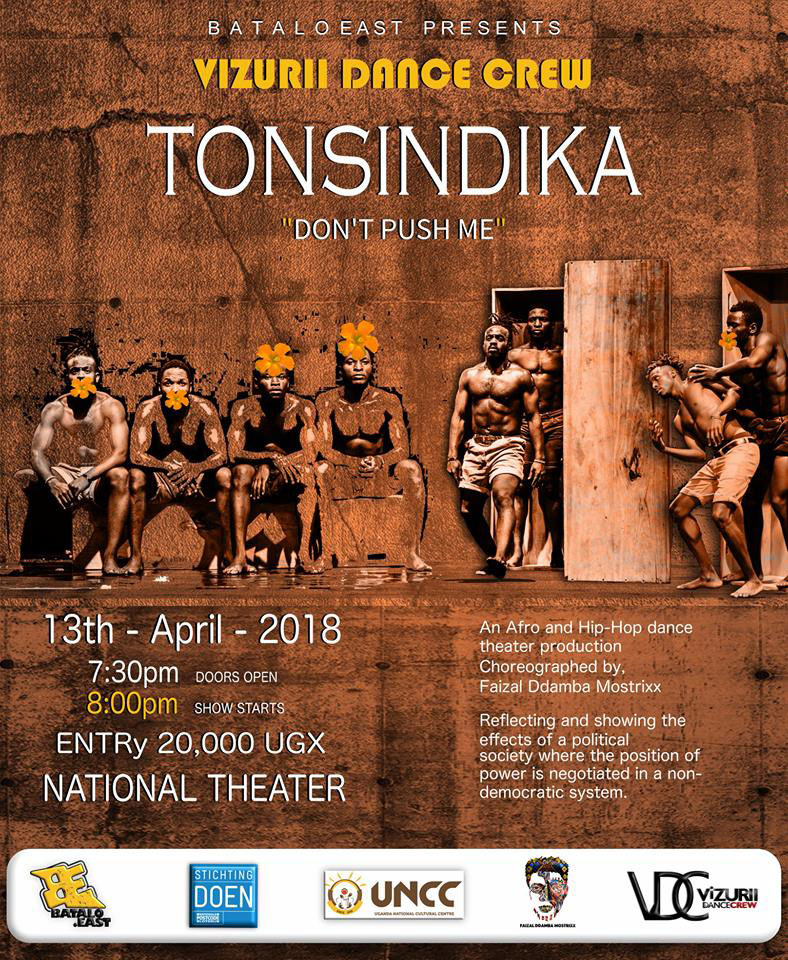 BATALO EAST PRESENTS
VIZURII DANCE CREW
TONSINDIKA
"DON'T PUSH ME"
13th - April - 2018
7:30pm DOORS OPEN
8:00pm SHOW STARTS
ENTRy 20,000 UGX
NATIONAL THEATER
An Afro and Hip-Hop dance
theater production
Choreographed by,
Faizal Ddamba Mostrixx
Reflecting and showing the
effects of a political
society where the position of
power is negotiated in a non-
democratic system.
BE
BATALO
.EAST
STICHTING
DOEN
UNCC
UGANDA NATIONAL CULTURAL CENTRE
FAIZAL DDAMBA MOSTRIXX
VDC VIZURII
DANCECREW